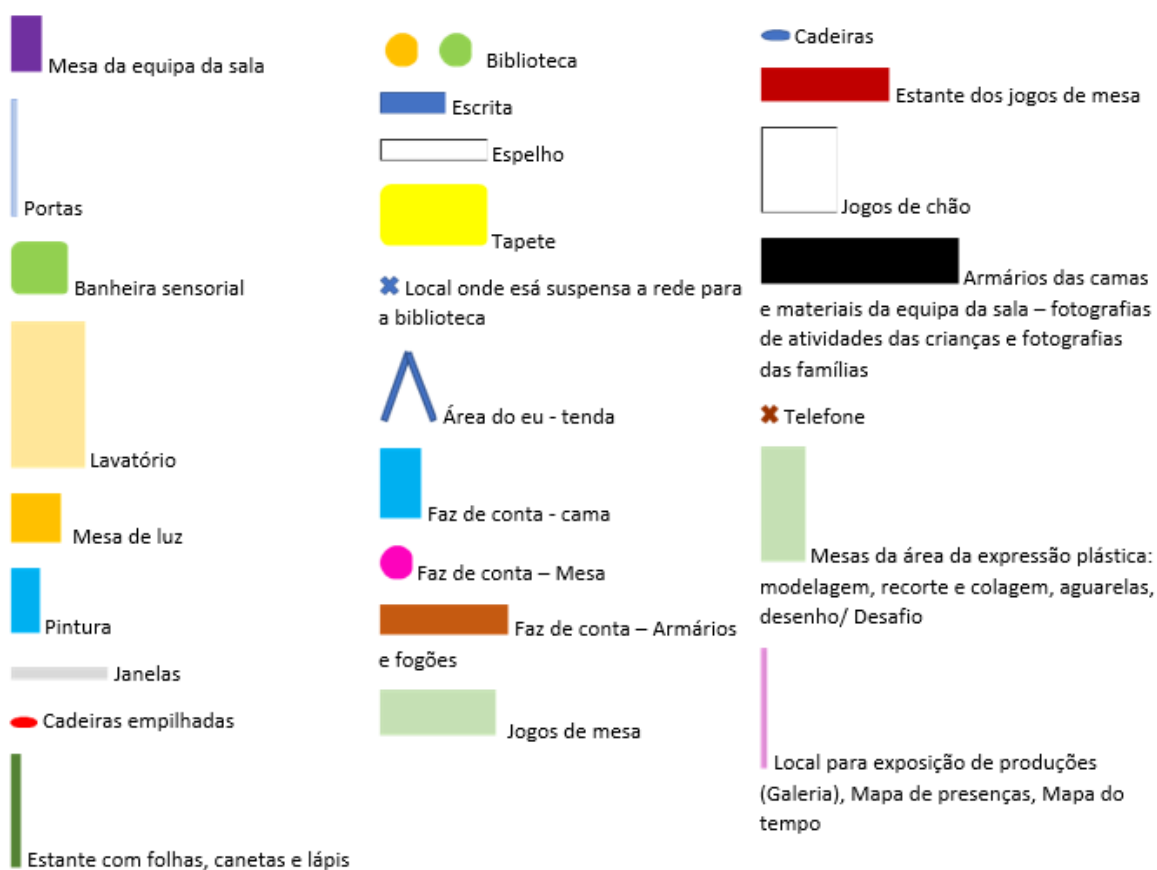 Mesa da equipa da sala
Portas
Banheira sensorial
Lavatório
Mesa de luz
Pintura
Janelas
Cadeiras empilhadas
Estante com folhas, canetas e lápis
Biblioteca
Escrita
Espelho
Tapete
Local onde esá suspensa a rede para
a biblioteca
Área do eu - tenda
Faz de conta - cama
Faz de conta – Mesa
Faz de conta – Armários
e fogões
Jogos de mesa
Cadeiras
Estante dos jogos de mesa
Jogos de chão
Armários das camas
e materiais da equipa da sala – fotografias
de atividades das crianças e fotografias
das famílias
Telefone
Mesas da área da expressão plástica:
modelagem, recorte e colagem, aguarelas,
desenho/ Desafio
Local para exposição de produções
(Galeria), Mapa de presenças, Mapa do
tempo